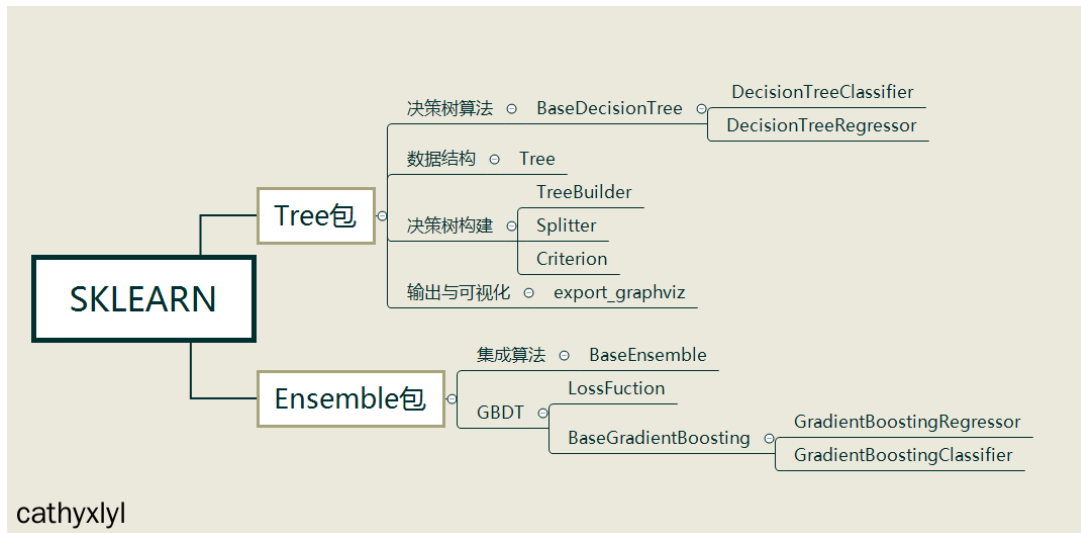 SKLEARN
Tree包
决策树算法
BaseDecisionTree
DecisionTreeClassifier
DecisionTreeRegressor
数据结构
Tree
决策树构建
TreeBuilder
Splitter
Criterion
输出与可视化
export_graphviz
Ensemble包
集成算法
BaseEnsemble
GBDT
LossFuction
BaseGradientBoosting
GradientBoostingRegressor
GradientBoostingClassifier
cathyxlyl